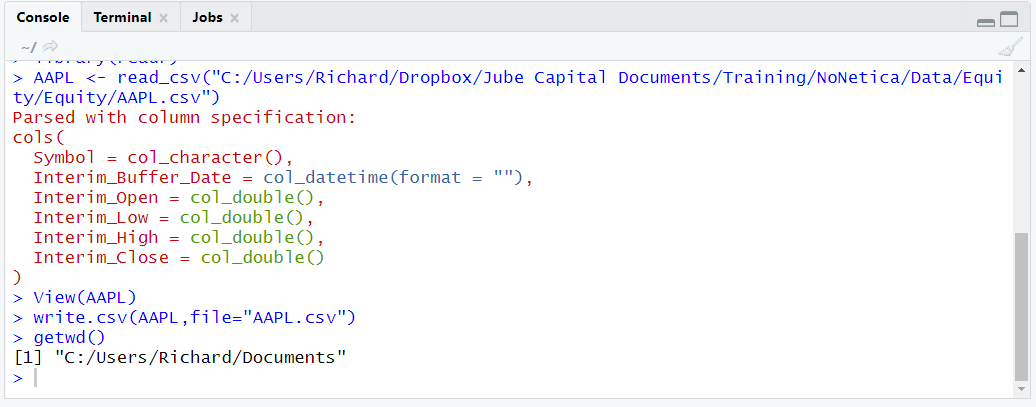 Console Terminal Jobs
~/
> library(readr)
> AAPL <- read_csv("C:/Users/Richard/Dropbox/Jube Capital Documents/Training/NoNetica/Data/Equi
ty/Equity/AAPL.csv")
Parsed with column specification:
cols(
  Symbol = col_character(),
  Interim_Buffer_Date = col_datetime(format = ""),
  Interim_Open = col_double(),
  Interim_Low = col_double(),
  Interim_High = col_double(),
  Interim_Close = col_double()
)
> View(AAPL)
> write.csv(AAPL,file="AAPL.csv")
> getwd()
[1] "C:/Users/Richard/Documents"
>